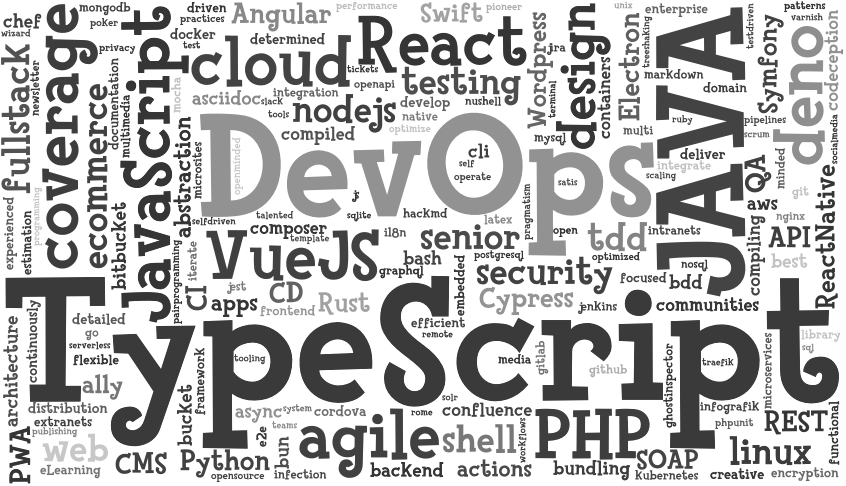 mongodb
driven
Angular
performance
Swift
pioneer
unix
enterprise
patterns
chef
poker
practices
varnish
wizard
docker
determined
React
jira
treeshaking
testdriven
fullstack
newsletter
coverage
privacy
documentation
multimedia
JavaScript
test
cloud
tickets
openapi
testing
Wordpress
terminal
design
containers
Electron
markdown
domain
JAVA
Symfony
deno
codeception
socialmedia
mocha
asciidoc
slack
integration
tools
nodejs
develop
native
nushell
compiled
optimize
mysql
multi
ruby
pipelines
scrum
ecommerce
abstraction
microsites
openminded
DevOps
cli
self
operate
satis
deliver
integrate
scaling
QA
minded
git
aws
experienced
programming
estimation
bitbucket
selfdriven
talented
js
sqlite
hacKmd
latex
pragmatism
open
tdd
intranets
nginx
API
ReactNative
composer
template
i18n
senior
postgresql
optimized
compiling
best
pairprogramming
iterate
VueJS
graphql
bash
embedded
security
focused
nosql
bdd
CI
jest
CD
apps
frontend
Rust
Cypress
jenkins
communities
TypeScript
detailed
go
serverless
flexible
continuously
architecture
efficient
remote
tooling
media
gitlab
github
traefik
ghostinspector
microservices
library
sql
a11y
framework
bucket
distribution
extranets
publishing
async
system
cordova
rome
solr
confluence
workflows
infografik
phpunit
REST
functional
PWA
web
eLearning
CMS
Python
opensource
e2e
teams
bun
infection
agile
backend
shell
actions
PHP
bundling
SOAP
Kubernetes
linux
creative
encryption